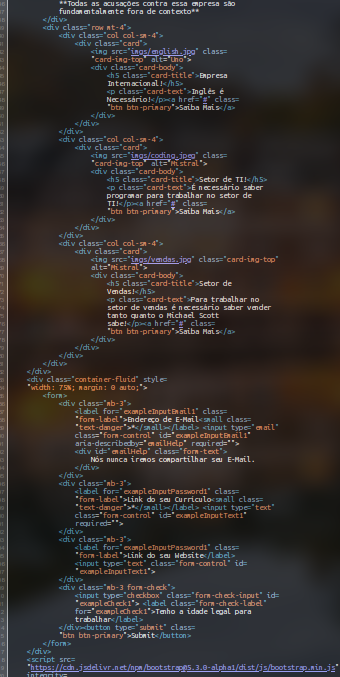 **Todas as acusações contra essa empresa são
fundamentalmente fora de contexto**
</div>
<div class="row mt-4">
<div class="col col-sm-4">
<div class="card">
<img src="imgs/english.jpg" class=
"card-img-top" alt="Uno">
<div class="card-body">
<h5 class="card-title">Empresa
Internacional!</h5>
<p class="card-text">Inglês é
Necessário!</p><a href="#" class=
"btn btn-primary">Saiba Mais</a>
</div>
</div>
</div>
<div class="col col-sm-4">
<div class="card">
<img src="imgs/coding.jpeg" class=
"card-img-top" alt="Mistral">
<div class="card-body">
<h5 class="card-title">Setor de TI!</h5>
<p class="card-text">É necessário saber
programar para trabalhar no setor de
TI!</p><a href="#" class=
"btn btn-primary">Saiba Mais</a>
</div>
</div>
</div>
<div class="col col-sm-4">
<div class="card">
<img src="imgs/vendas.jpg" class="card-img-top"
alt="Mistral">
<div class="card-body">
<h5 class="card-title">Setor de
Vendas!</h5>
<p class="card-text">Para trabalhar no
setor de vendas é necessário saber vender
tanto quanto o Michael Scott
sabe!</p><a href="#" class=
"btn btn-primary">Saiba Mais</a>
</div>
</div>
</div>
</div>
</div>
<div class="container-fluid" style=
"width: 75%; margin: 0 auto;">
<form>
<div class="mb-3">
<label for="exampleInputEmail1" class=
"form-label">Endereço de E-Mail<small class=
"text-danger">*</small></label> <input type="email"
class="form-control" id="exampleInputEmail1"
aria-describedby="emailHelp" required="">
<div id="emailHelp" class="form-text">
Nós nunca iremos compartilhar seu E-Mail.
</div>
</div>
<div class="mb-3">
<label for="exampleInputPassword1" class=
"form-label">Link do seu Currículo<small class=
"text-danger">*</small></label> <input type="text"
class="form-control" id="exampleInputText1"
required="">
</div>
<div class="mb-3">
<label for="exampleInputPassword1" class=
"form-label">Link do seu Website</label>
<input type="text" class="form-control" id=
"exampleInputText1">
</div>
<div class="mb-3 form-check">
<input type="checkbox" class="form-check-input" id=
"exampleCheck1"> <label class="form-check-label"
for="exampleCheck1">Tenho a idade legal para
trabalhar</label>
</div><button type="submit" class=
"btn btn-primary">Submit</button>
</form>
</div>
<script src=
"https://cdn.jsdelivr.net/npm/bootstrap@5.3.0-alpha1/dist/js/bootstrap.min.js"
integrity=